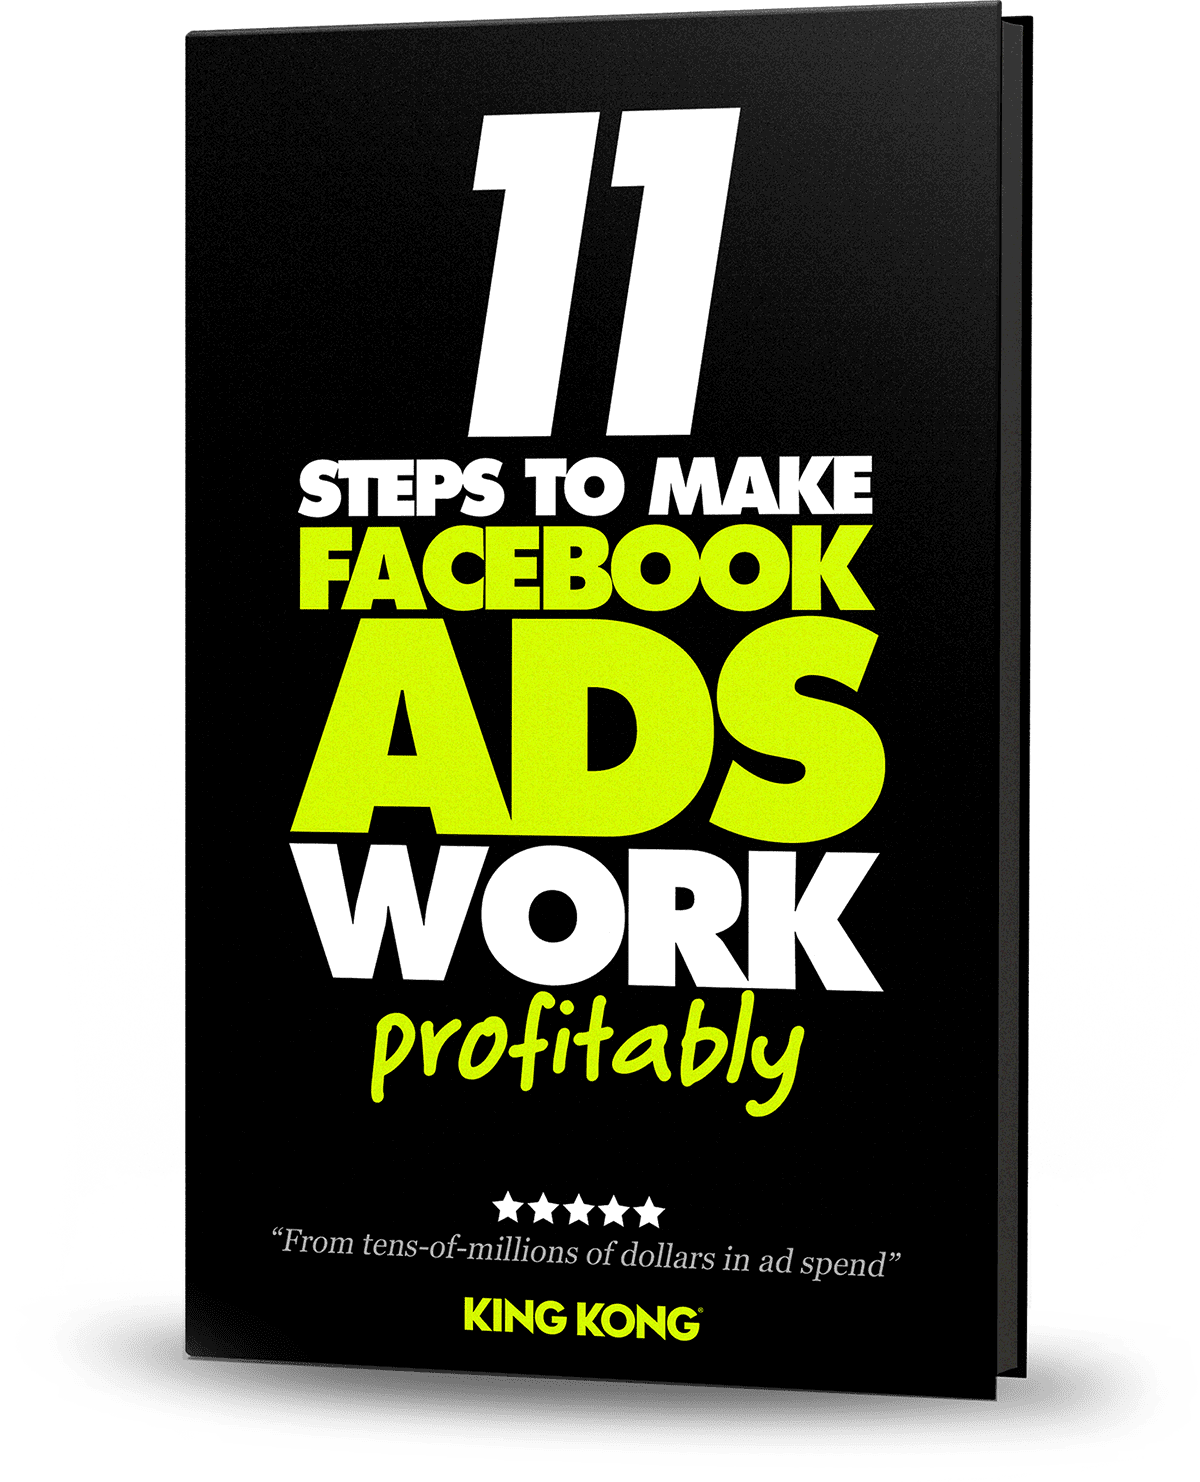 11
STEPS TO MAKE
FACEBOOK
ADS
WORK
profitably
“From tens-of-millions of dollars in ad spend”
KING KONG®